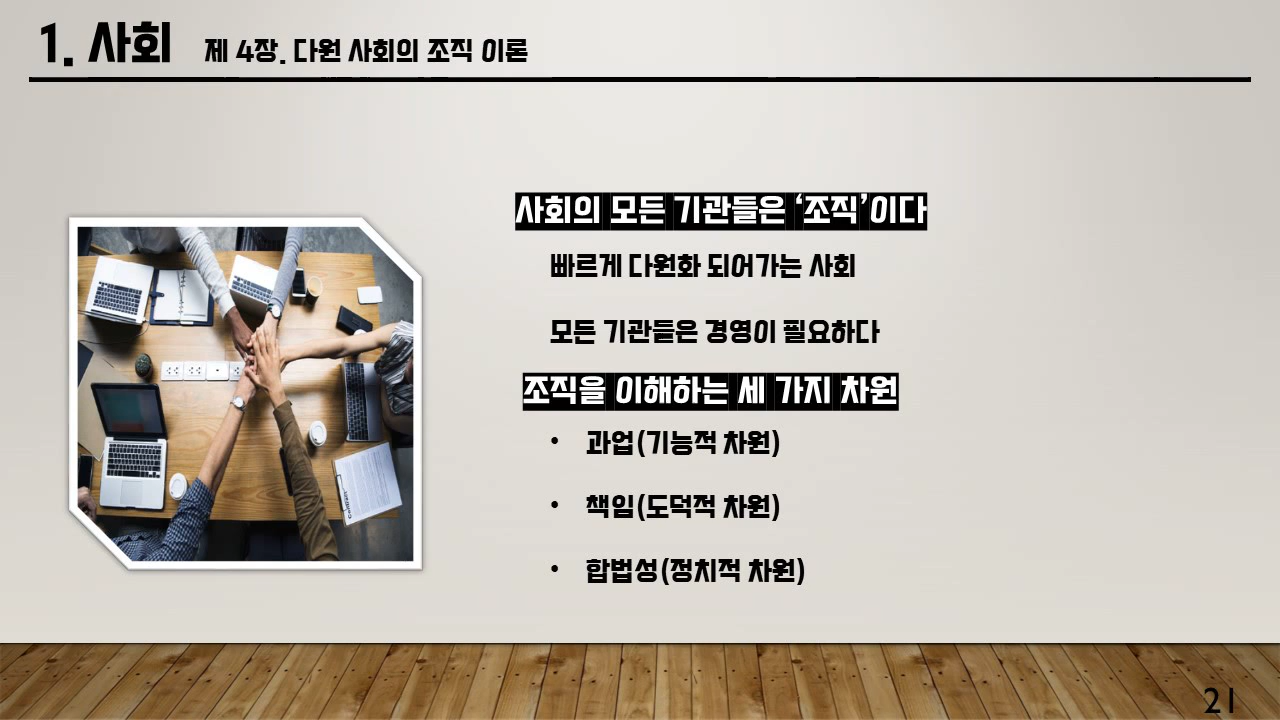 1. 사회 제 4장. 다원 사회의 조직 이론
사회의 모든 기관들은 ‘조직’이다
빠르게 다원화 되어가는 사회
모든 기관들은 경영이 필요하다
조직을 이해하는 세 가지 차원
• 과업(기능적 차원)
• 책임(도덕적 차원)
• 합법성(정치적 차원)
21